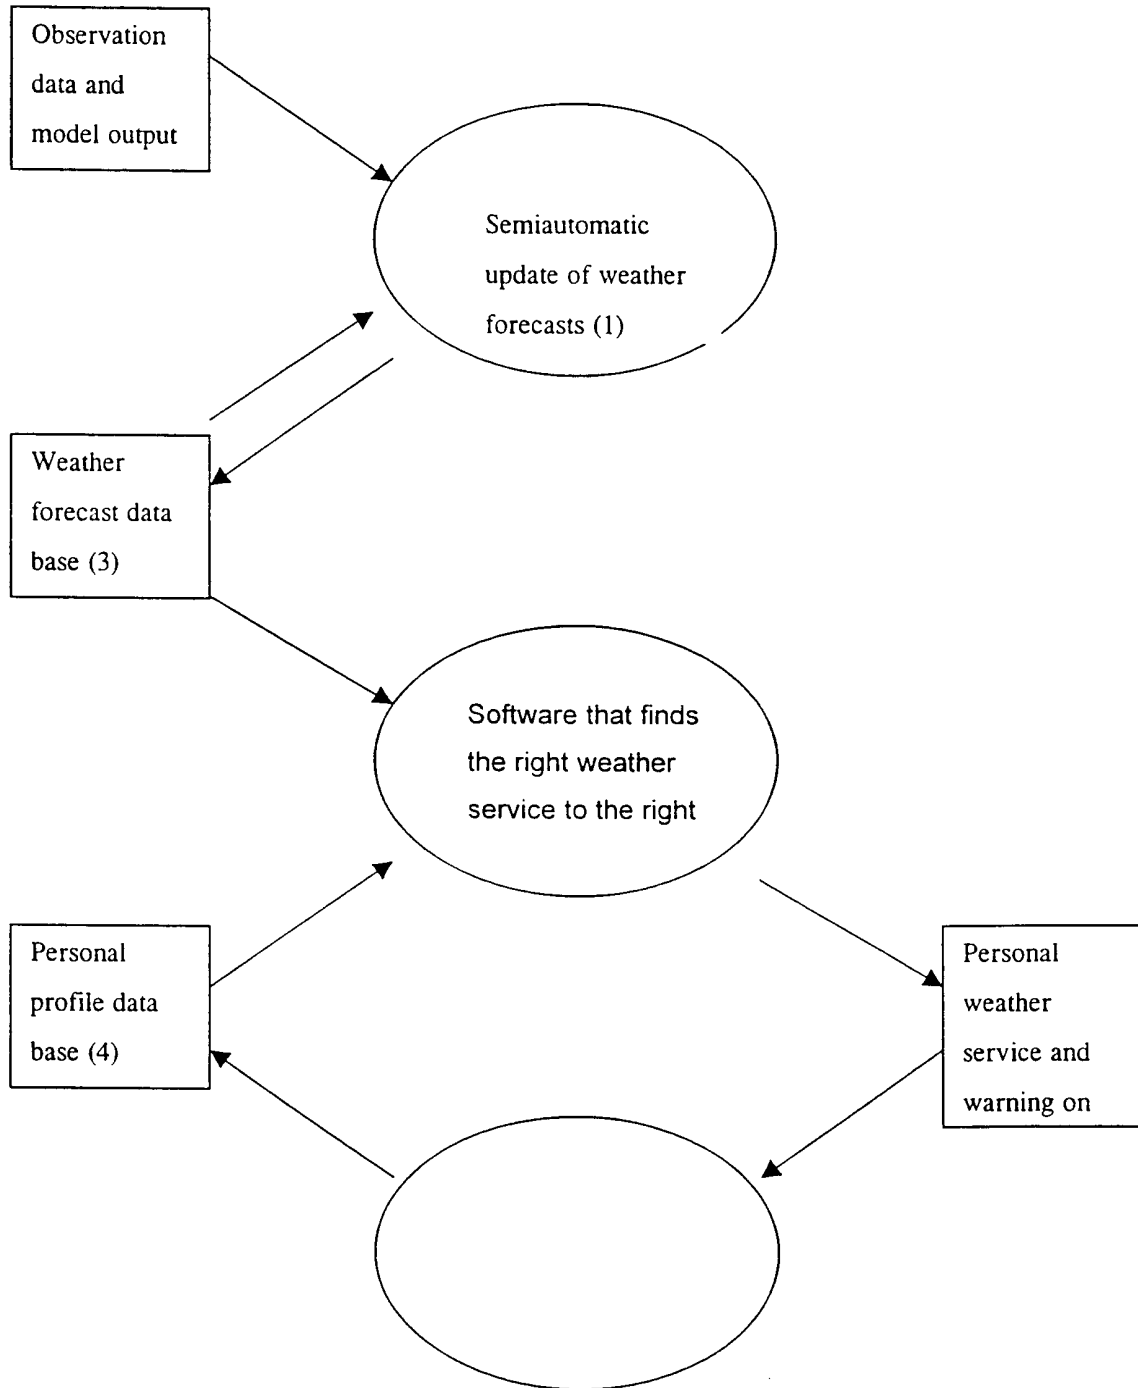 Observation
data and
model output
Semiautomatic
update of weather
forecasts (1)
Weather
forecast data
base (3)
Software that finds
the right weather
service to the right
Personal
profile data
base (4)
Personal
weather
service and
warning on